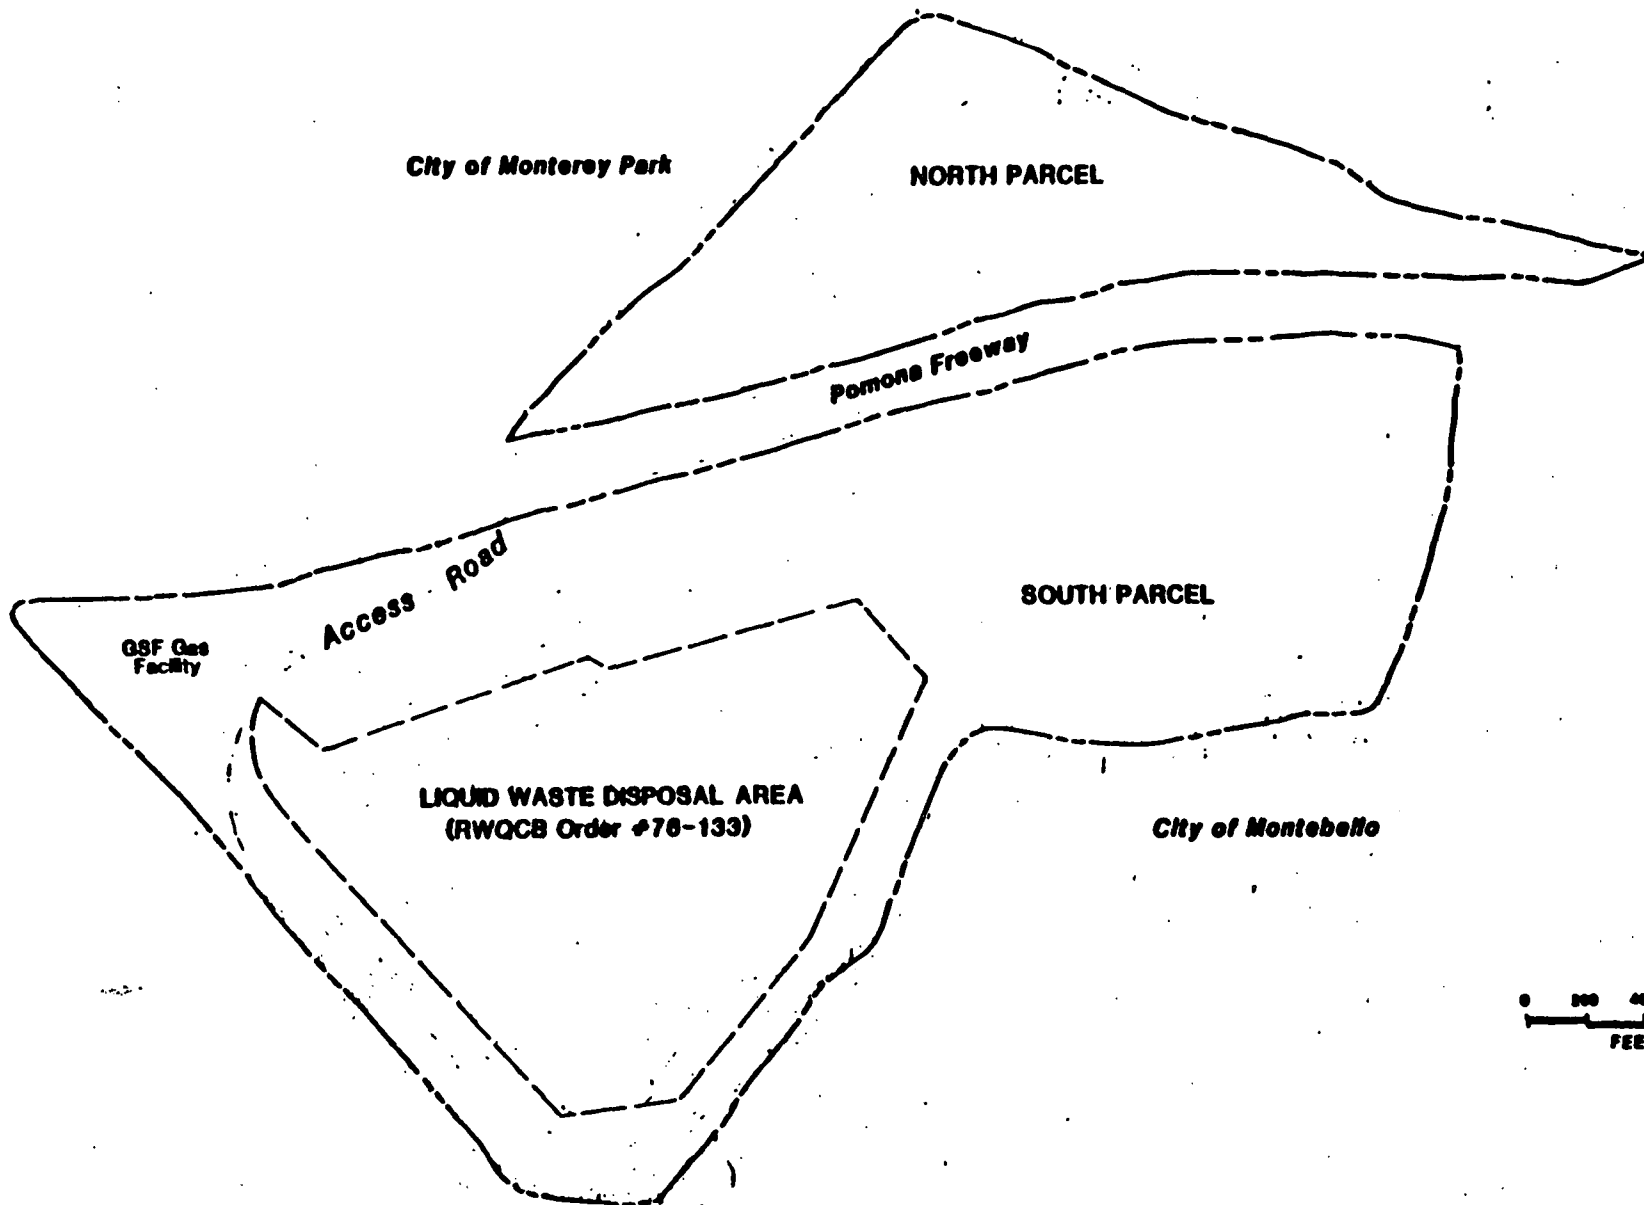 City of Monterey Park
NORTH PARCEL
Pomona Freeway
Access Road
SOUTH PARCEL
GSF Gas
Facility
LIQUID WASTE DISPOSAL AREA
(RWQCB Order #76-133)
City of Montebello
0 200